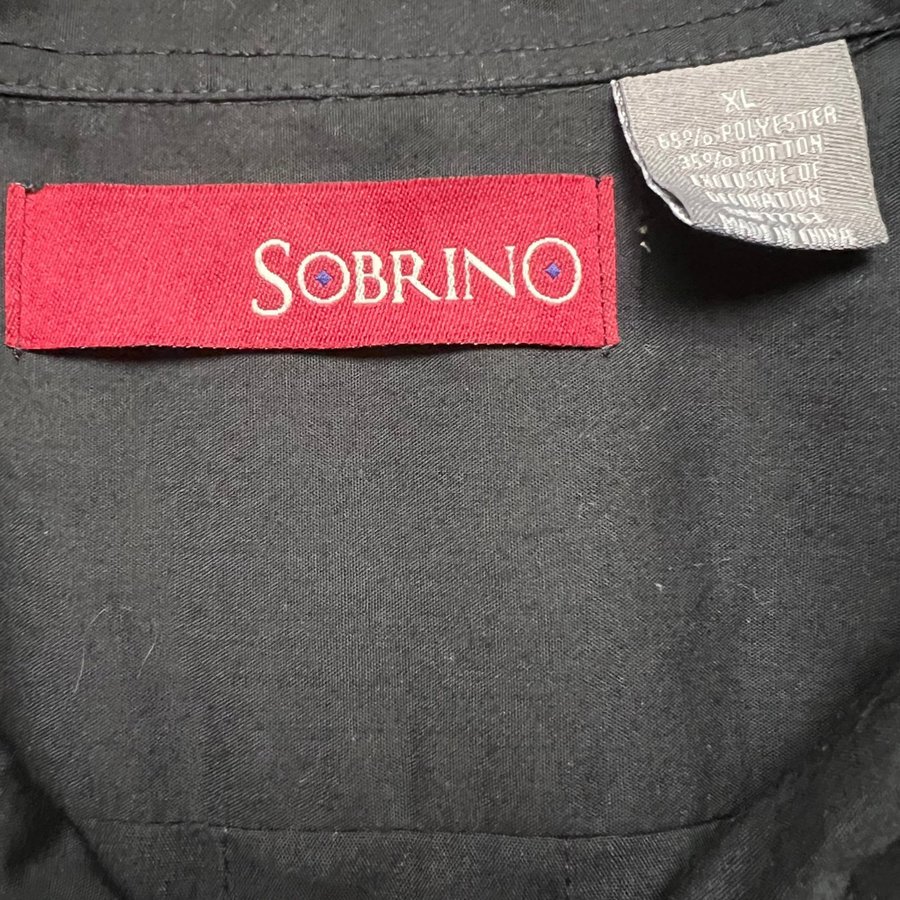 SOBRINO
XL
65% POLYESTER
35% COTTON
EXCLUSIVE OF
DECORATION
MADE IN CHINA